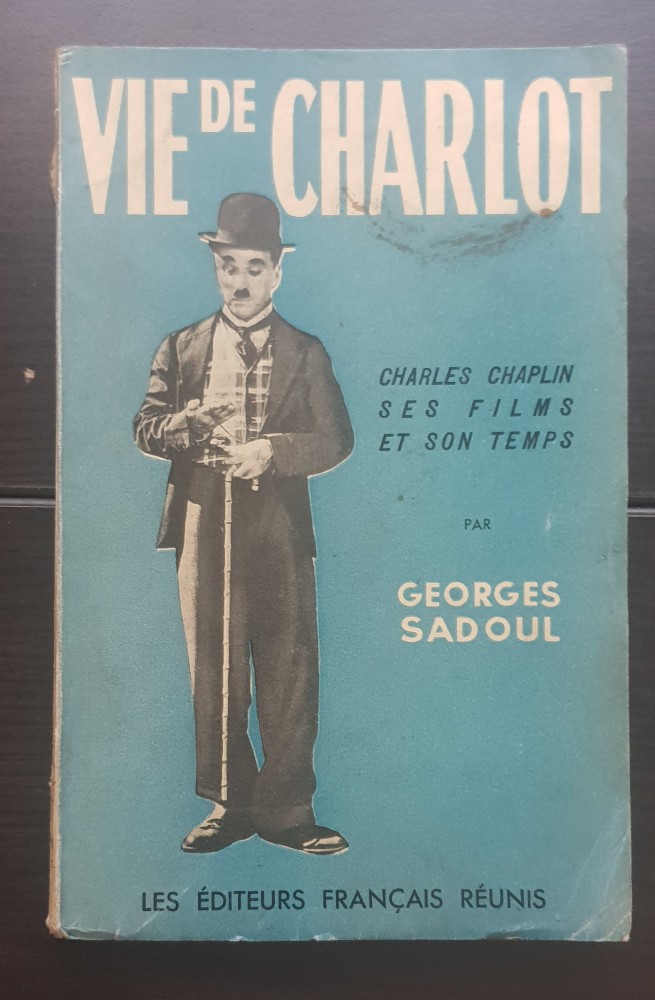 VIE DE CHARLOT
CHARLES CHAPLIN
SES FILMS
ET SON TEMPS
PAR
GEORGES
SADOUL
LES ÉDITEURS FRANÇAIS RÉUNIS